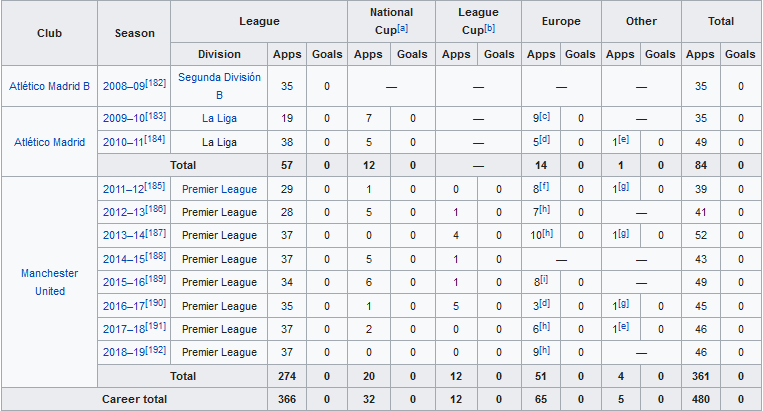 Club Season League National Cup[a] League Cup[b] Europe Other Total
Division Apps Goals Apps Goals Apps Goals Apps Goals Apps Goals Apps Goals
Atlético Madrid B 2008–09[182] Segunda División B 35 0 — — — — 35 0
Atlético Madrid 2009–10[183] La Liga 19 0 7 0 — 9[c] 0 — 35 0
2010–11[184] La Liga 38 0 5 0 — 5[d] 0 1[e] 0 49 0
Total 57 0 12 0 — 14 0 1 0 84 0
Manchester United 2011–12[185] Premier League 29 0 1 0 0 0 8[f] 0 1[g] 0 39 0
2012–13[186] Premier League 28 0 5 0 1 0 7[h] 0 — 41 0
2013–14[187] Premier League 37 0 0 0 4 0 10[h] 0 1[g] 0 52 0
2014–15[188] Premier League 37 0 5 0 1 0 — — 43 0
2015–16[189] Premier League 34 0 6 0 1 0 8[i] 0 — 49 0
2016–17[190] Premier League 35 0 1 0 5 0 3[d] 0 1[g] 0 45 0
2017–18[191] Premier League 37 0 2 0 0 0 6[h] 0 1[e] 0 46 0
2018–19[192] Premier League 37 0 0 0 0 0 9[h] 0 — 46 0
Total 274 0 20 0 12 0 51 0 4 0 361 0
Career total 366 0 32 0 12 0 65 0 5 0 480 0